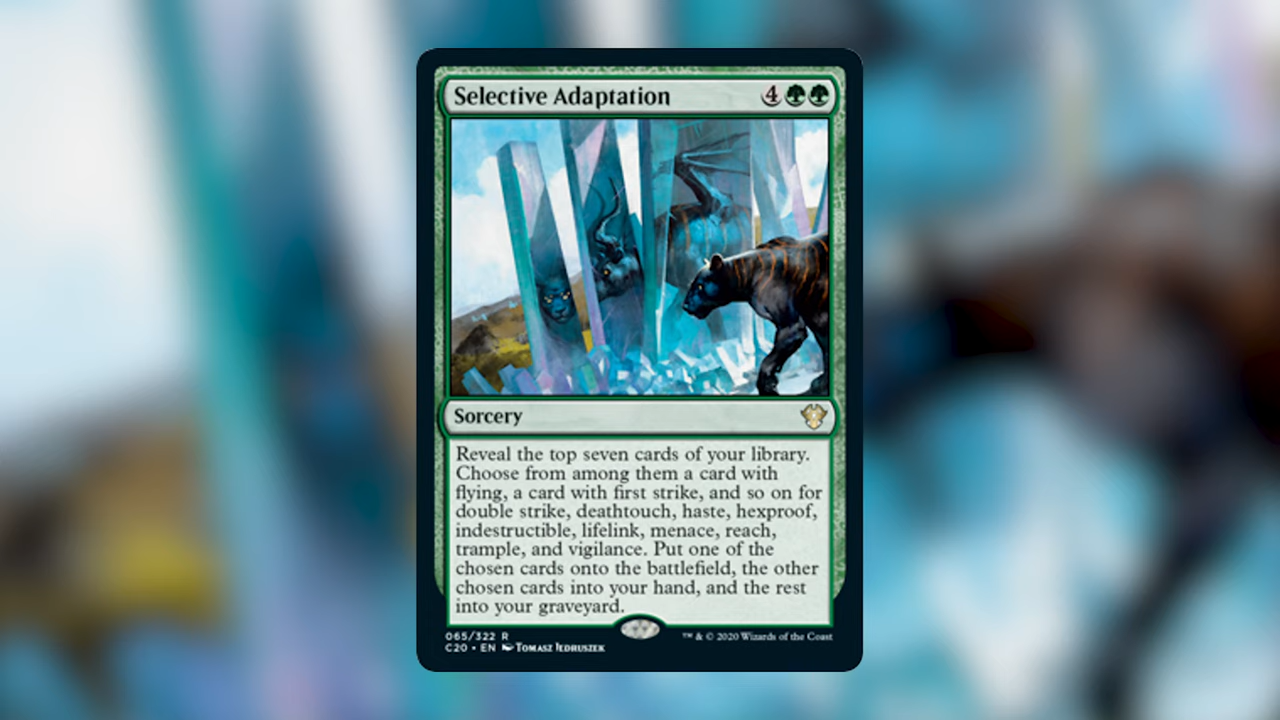 Selective Adaptation 4
Sorcery
Reveal the top seven cards of your library.
Choose from among them a card with
flying, a card with first strike, and so on for
double strike, deathtouch, haste, hexproof,
indestructible, lifelink, menace, reach,
trample, and vigilance. Put one of the
chosen cards onto the battlefield, the other
chosen cards into your hand, and the rest
into your graveyard.
065/322 R
™ & © 2020 Wizards of the Coast
C20 • EN Tomasz Jedruszek